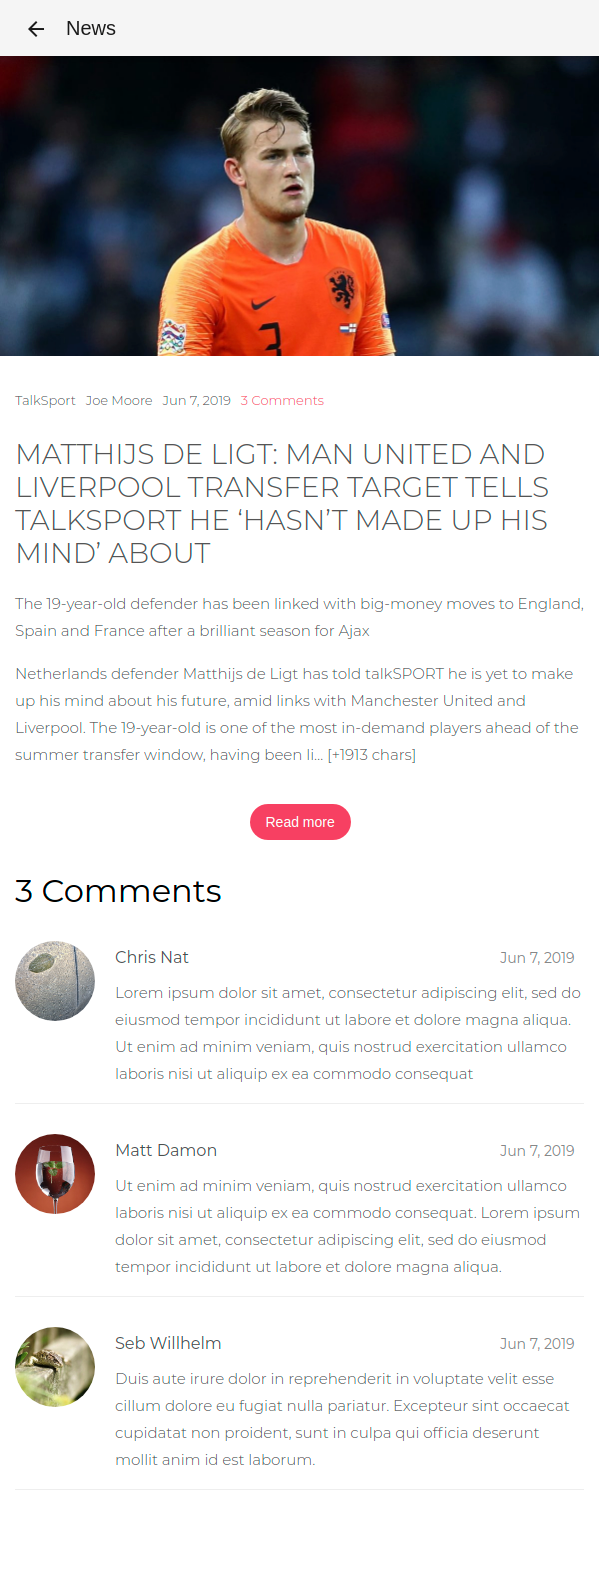 News
3
TalkSport Joe Moore Jun 7, 2019 3 Comments
MATTHIJS DE LIGT: MAN UNITED AND
LIVERPOOL TRANSFER TARGET TELLS
TALKSPORT HE ‘HASN’T MADE UP HIS
MIND’ ABOUT
The 19-year-old defender has been linked with big-money moves to England,
Spain and France after a brilliant season for Ajax
Netherlands defender Matthijs de Ligt has told talkSPORT he is yet to make
up his mind about his future, amid links with Manchester United and
Liverpool. The 19-year-old is one of the most in-demand players ahead of the
summer transfer window, having been li… [+1913 chars]
Read more
3 Comments
Chris Nat Jun 7, 2019
Lorem ipsum dolor sit amet, consectetur adipiscing elit, sed do
eiusmod tempor incididunt ut labore et dolore magna aliqua.
Ut enim ad minim veniam, quis nostrud exercitation ullamco
laboris nisi ut aliquip ex ea commodo consequat
Matt Damon Jun 7, 2019
Ut enim ad minim veniam, quis nostrud exercitation ullamco
laboris nisi ut aliquip ex ea commodo consequat. Lorem ipsum
dolor sit amet, consectetur adipiscing elit, sed do eiusmod
tempor incididunt ut labore et dolore magna aliqua.
Seb Willhelm Jun 7, 2019
Duis aute irure dolor in reprehenderit in voluptate velit esse
cillum dolore eu fugiat nulla pariatur. Excepteur sint occaecat
cupidatat non proident, sunt in culpa qui officia deserunt
mollit anim id est laborum.